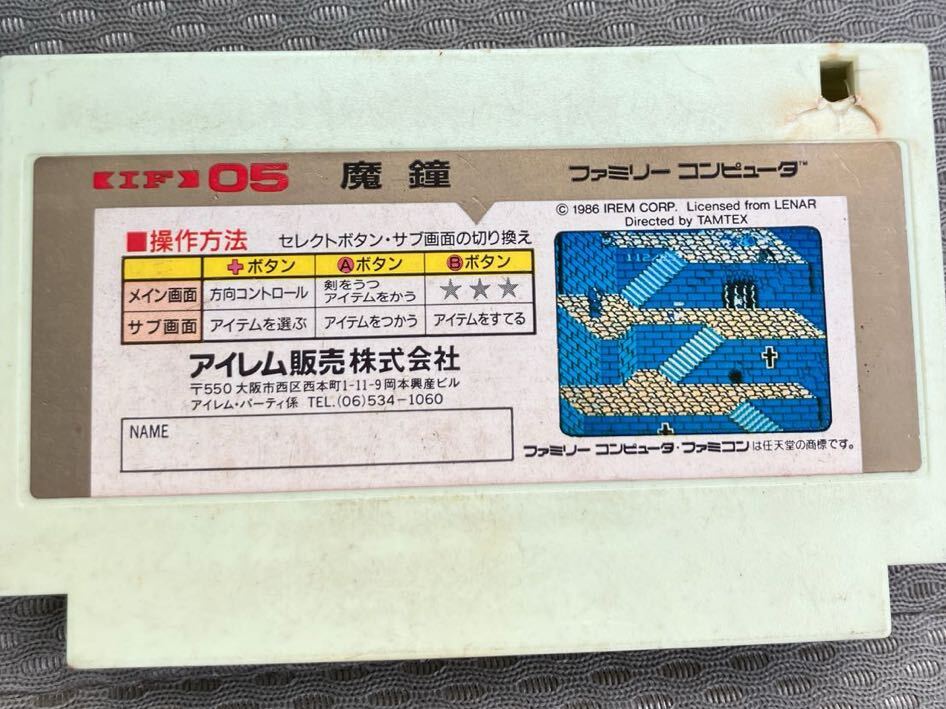 IF 05 魔鐘 ファミリー コンピュータ™
© 1986 IREM CORP. Licensed from LENAR
Directed by TAMTEX
■操作方法 セレクトボタン・サブ画面の切り換え
+ボタン Ⓐボタン Ⓑボタン
メイン画面 方向コントロール 剣をうつ アイテムをかう ★★★
サブ画面 アイテムを選ぶ アイテムをつかう アイテムをすてる
アイレム販売株式会社
〒550 大阪市西区西本町1-11-9岡本興産ビル
アイレム・パーティ係 TEL.(06)534-1060
NAME
ファミリー コンピュータ・ファミコンは任天堂の商標です。